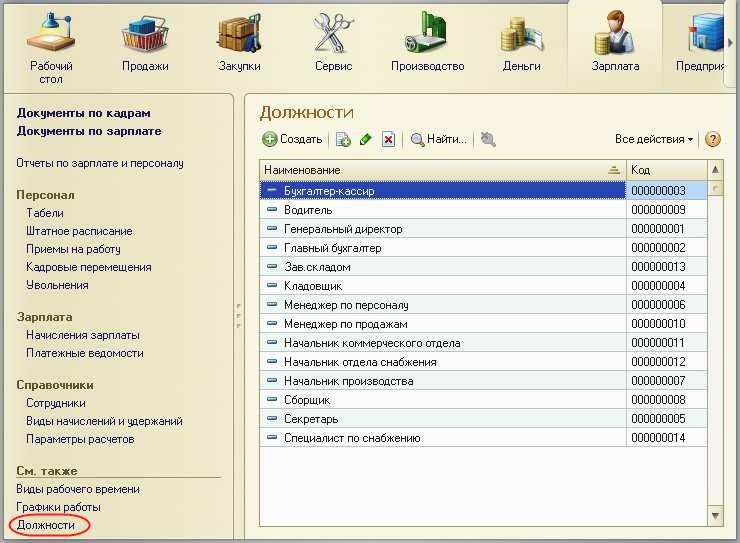 Рабочий стол
Продажи
Закупки
Сервис
Производство
Деньги
Зарплата
Предпри
Документы по кадрам
Документы по зарплате
Отчеты по зарплате и персоналу
Персонал
Табели
Штатное расписание
Приемы на работу
Кадровые перемещения
Увольнения
Зарплата
Начисления зарплаты
Платежные ведомости
Справочники
Сотрудники
Виды начислений и удержаний
Параметры расчетов
См. также
Виды рабочего времени
Графики работы
Должности
Должности
Создать Найти... Все действия ?
Наименование Код
Бухгалтер-кассир 000000003
Водитель 000000009
Генеральный директор 000000001
Главный бухгалтер 000000002
Зав.складом 000000013
Кладовщик 000000004
Менеджер по персоналу 000000006
Менеджер по продажам 000000010
Начальник коммерческого отдела 000000011
Начальник отдела снабжения 000000012
Начальник производства 000000007
Сборщик 000000008
Секретарь 000000005
Специалист по снабжению 000000014